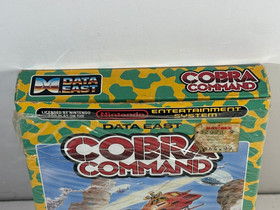 DATA
EAST
COBRA
COMMAND
LICENSED BY NINTENDO
FOR PLAY ON THE
Nintendo
ENTERTAINMENT
SYSTEM
DATA EAST
COBRA
COMMAND